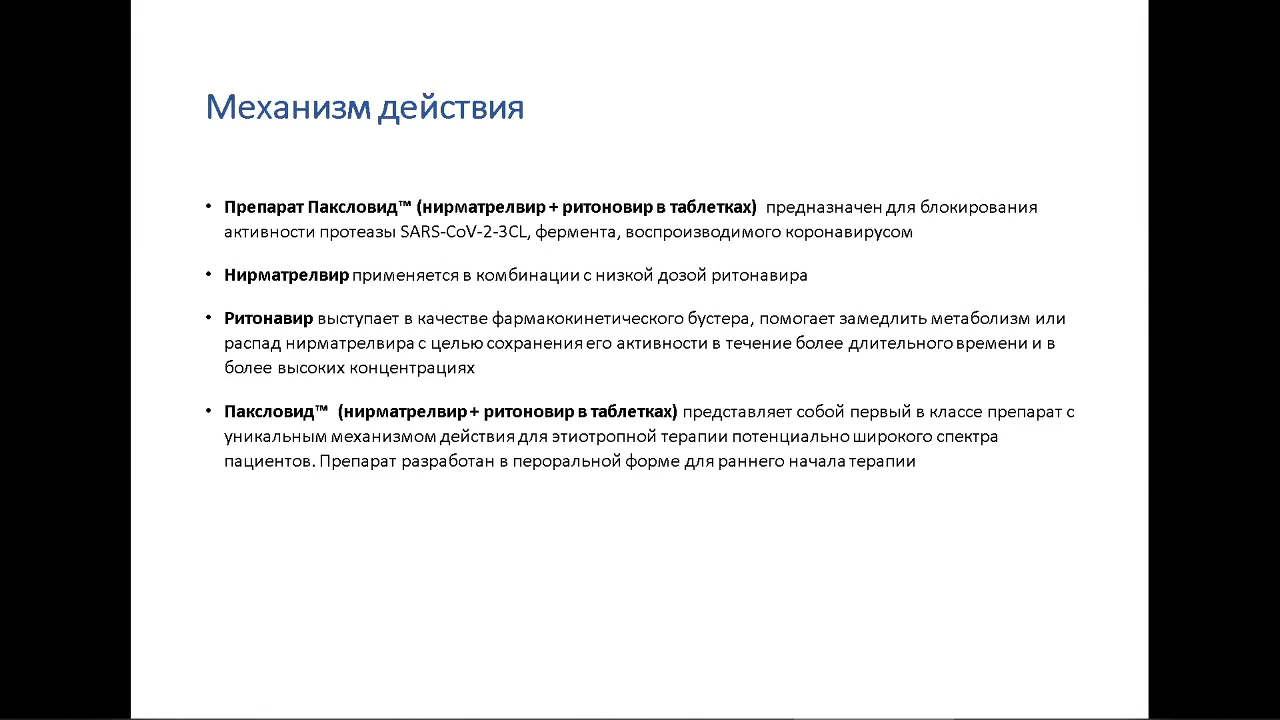 Механизм действия
• Препарат Паксловид™ (нирматрелвир + ритоновир в таблетках) предназначен для блокирования
активности протеазы SARS-CoV-2-3CL, фермента, воспроизводимого коронавирусом
• Нирматрелвир применяется в комбинации с низкой дозой ритонавира
• Ритонавир выступает в качестве фармакокинетического бустера, помогает замедлить метаболизм или
распад нирматрелвира с целью сохранения его активности в течение более длительного времени и в
более высоких концентрациях
• Паксловид™ (нирматрелвир + ритоновир в таблетках) представляет собой первый в классе препарат с
уникальным механизмом действия для этиотропной терапии потенциально широкого спектра
пациентов. Препарат разработан в пероральной форме для раннего начала терапии